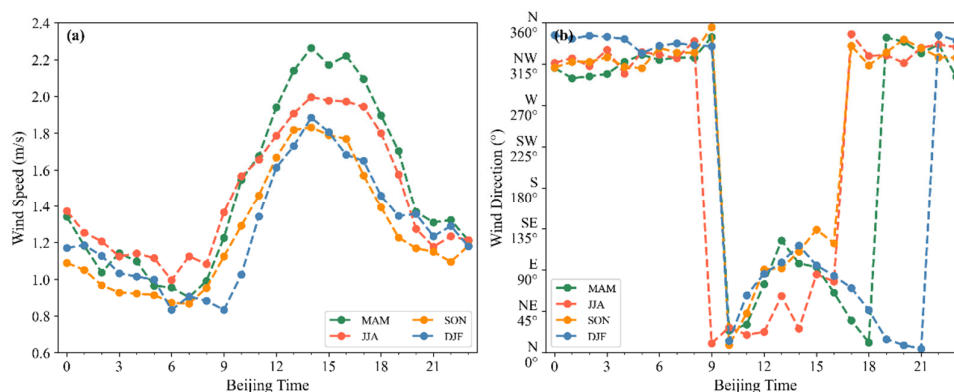 (a)
Wind Speed (m/s)
2.4
2.2
2.0
1.8
1.6
1.4
1.2
1.0
0.8
0.6
0 3 6 9 12 15 18 21
Beijing Time
MAM SON
JJA DJF
(b)
Wind Direction (°)
N
360°
NW
315°
W
270°
SW
225°
S
180°
SE
135°
E
90°
NE
45°
N
0°
0 3 6 9 12 15 18 21
Beijing Time
MAM
JJA
SON
DJF